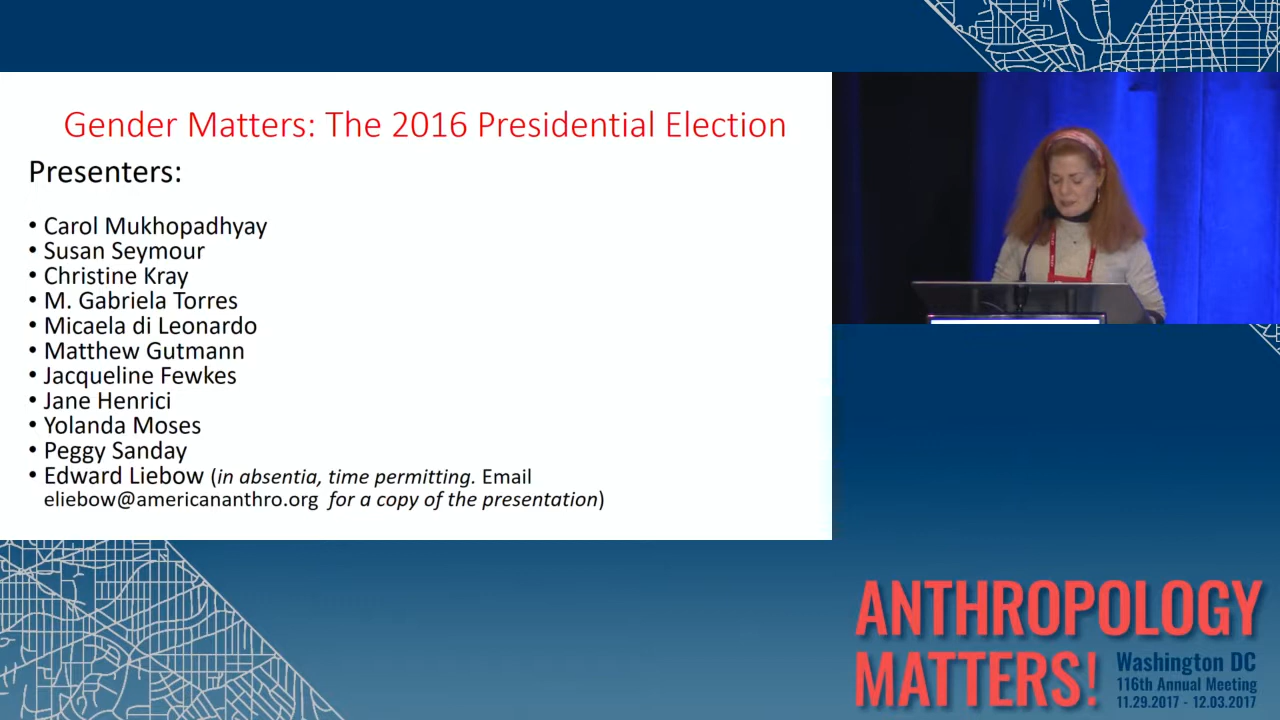 Gender Matters: The 2016 Presidential Election
Presenters:
• Carol Mukhopadhyay
• Susan Seymour
• Christine Kray
• M. Gabriela Torres
• Micaela di Leonardo
• Matthew Gutmann
• Jacqueline Fewkes
• Jane Henrici
• Yolanda Moses
• Peggy Sanday
• Edward Liebow (in absentia, time permitting. Email
eliebow@americananthro.org for a copy of the presentation)
ANTHROPOLOGY
MATTERS!
Washington DC
116th Annual Meeting
11.29.2017 - 12.03.2017